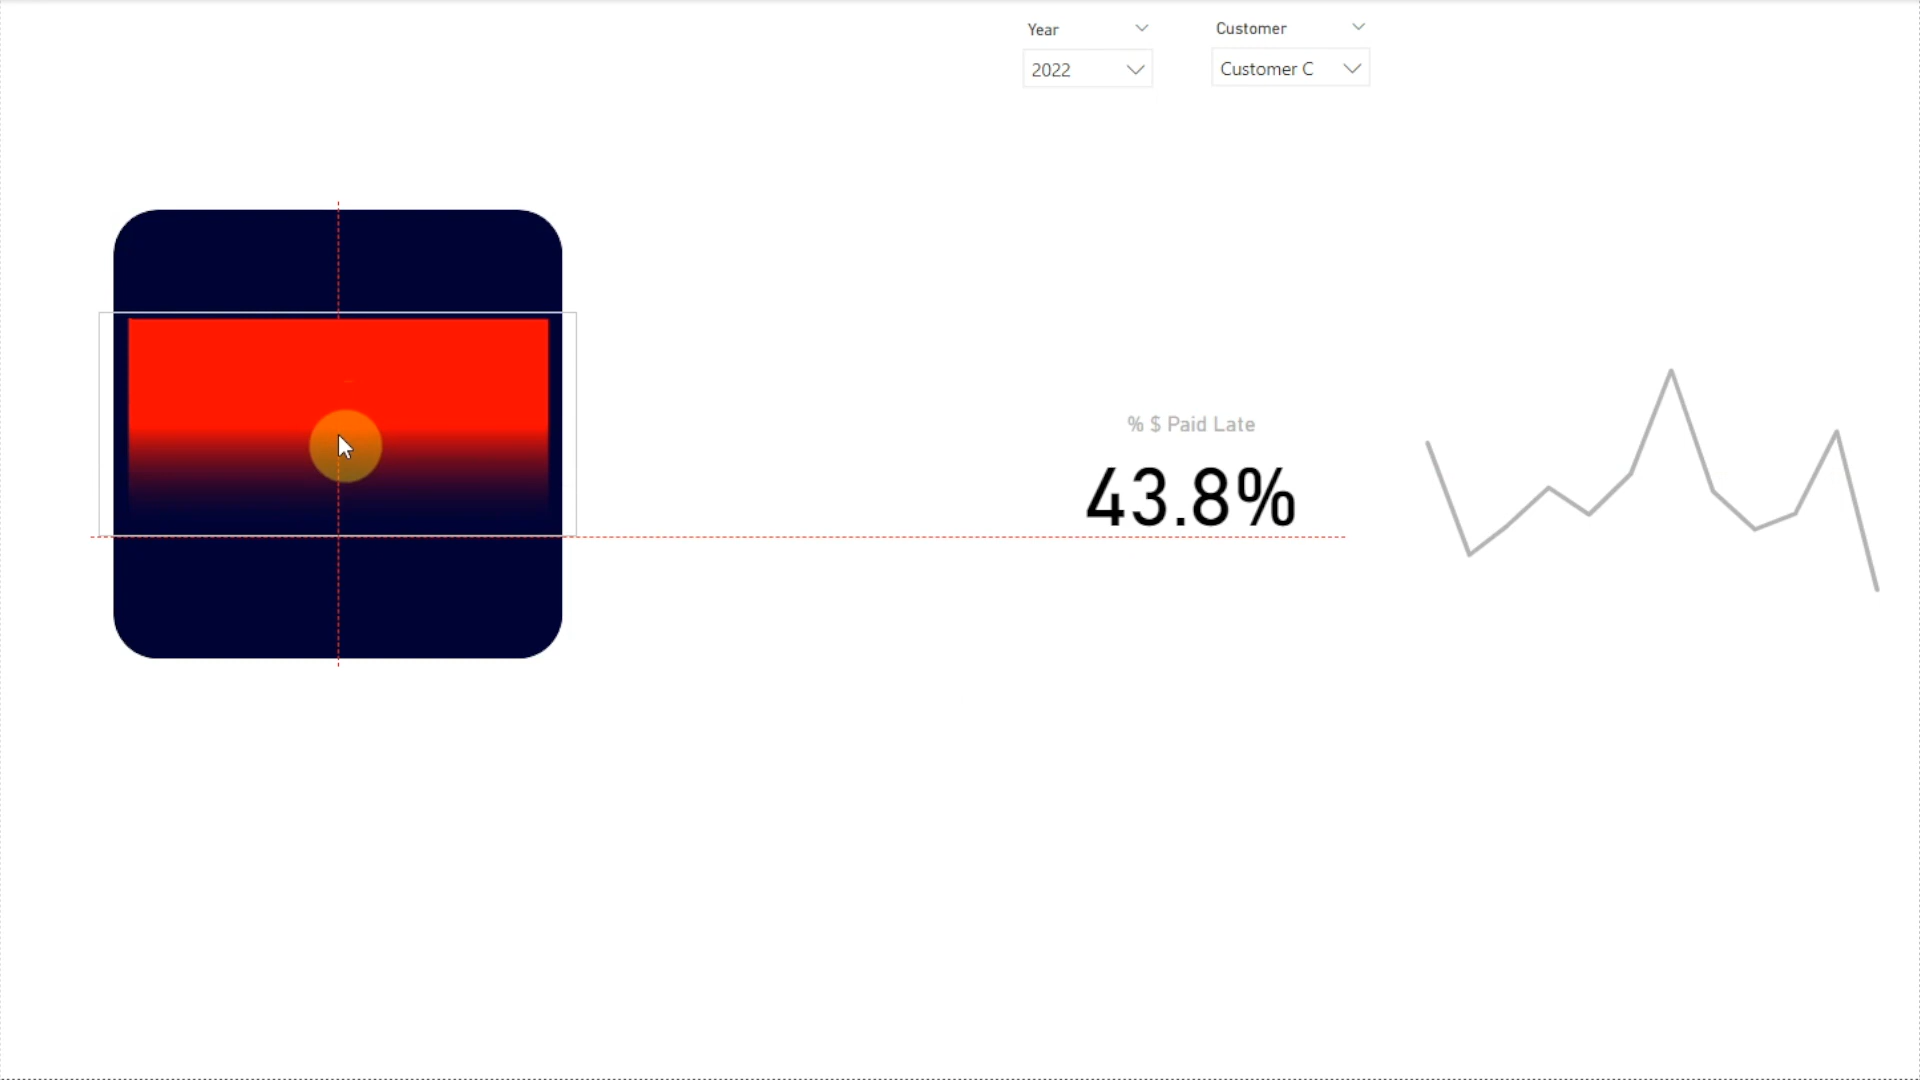 Year
2022
Customer
Customer C
% $ Paid Late
43.8%